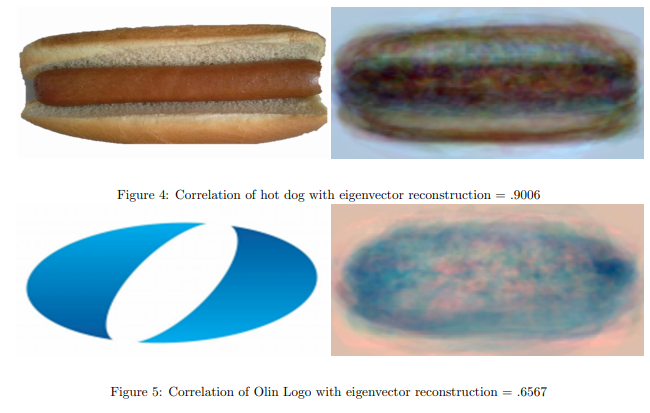 Figure 4: Correlation of hot dog with eigenvector reconstruction = .9006
Figure 5: Correlation of Olin Logo with eigenvector reconstruction = .6567